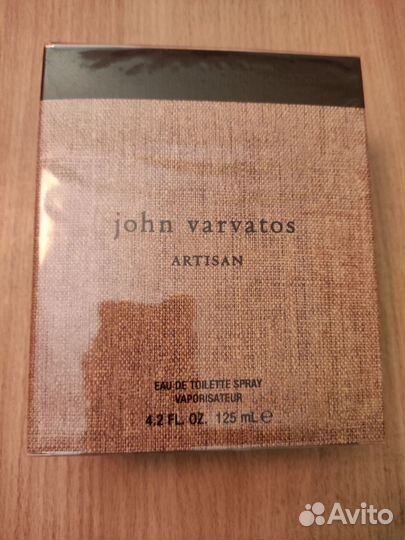 john varvatos
ARTISAN
EAU DE TOILETTE SPRAY
VAPORISATEUR
4.2 FL. OZ. 125 mL ℮
Avito